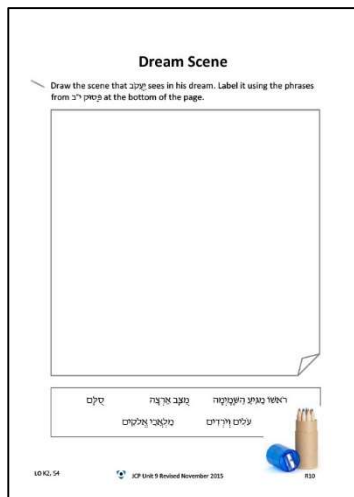 Dream Scene
Draw the scene that יַעֲקֹב sees in his dream. Label it using the phrases
from פָּסוּק י"ב at the bottom of the page.
רֹאשׁוֹ מַגִּיעַ הַשָּׁמָיְמָה מֻצָּב אַרְצָה סֻלָּם
עֹלִים וְיֹרְדִים מַלְאֲכֵי אֱלֹקִים
LO K2, S4 JCP Unit 9 Revised November 2015 R10